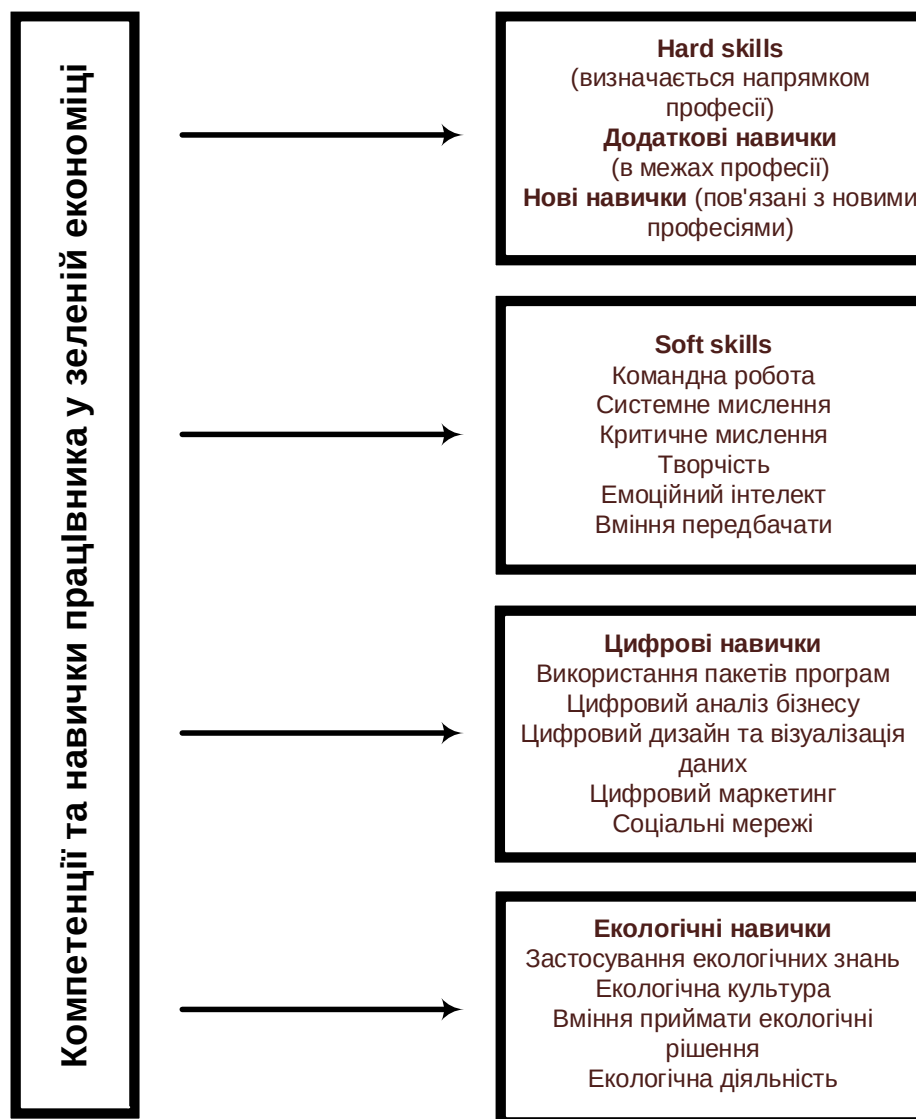 Компетенції та навички працівника у зеленій економіці
Hard skills
(визначається напрямком
професії)
Додаткові навички
(в межах професії)
Нові навички (пов'язані з новими
професіями)
Soft skills
Командна робота
Системне мислення
Критичне мислення
Творчість
Емоційний інтелект
Вміння передбачати
Цифрові навички
Використання пакетів програм
Цифровий аналіз бізнесу
Цифровий дизайн та візуалізація
даних
Цифровий маркетинг
Соціальні мережі
Екологічні навички
Застосування екологічних знань
Екологічна культура
Вміння приймати екологічні
рішення
Екологічна діяльність